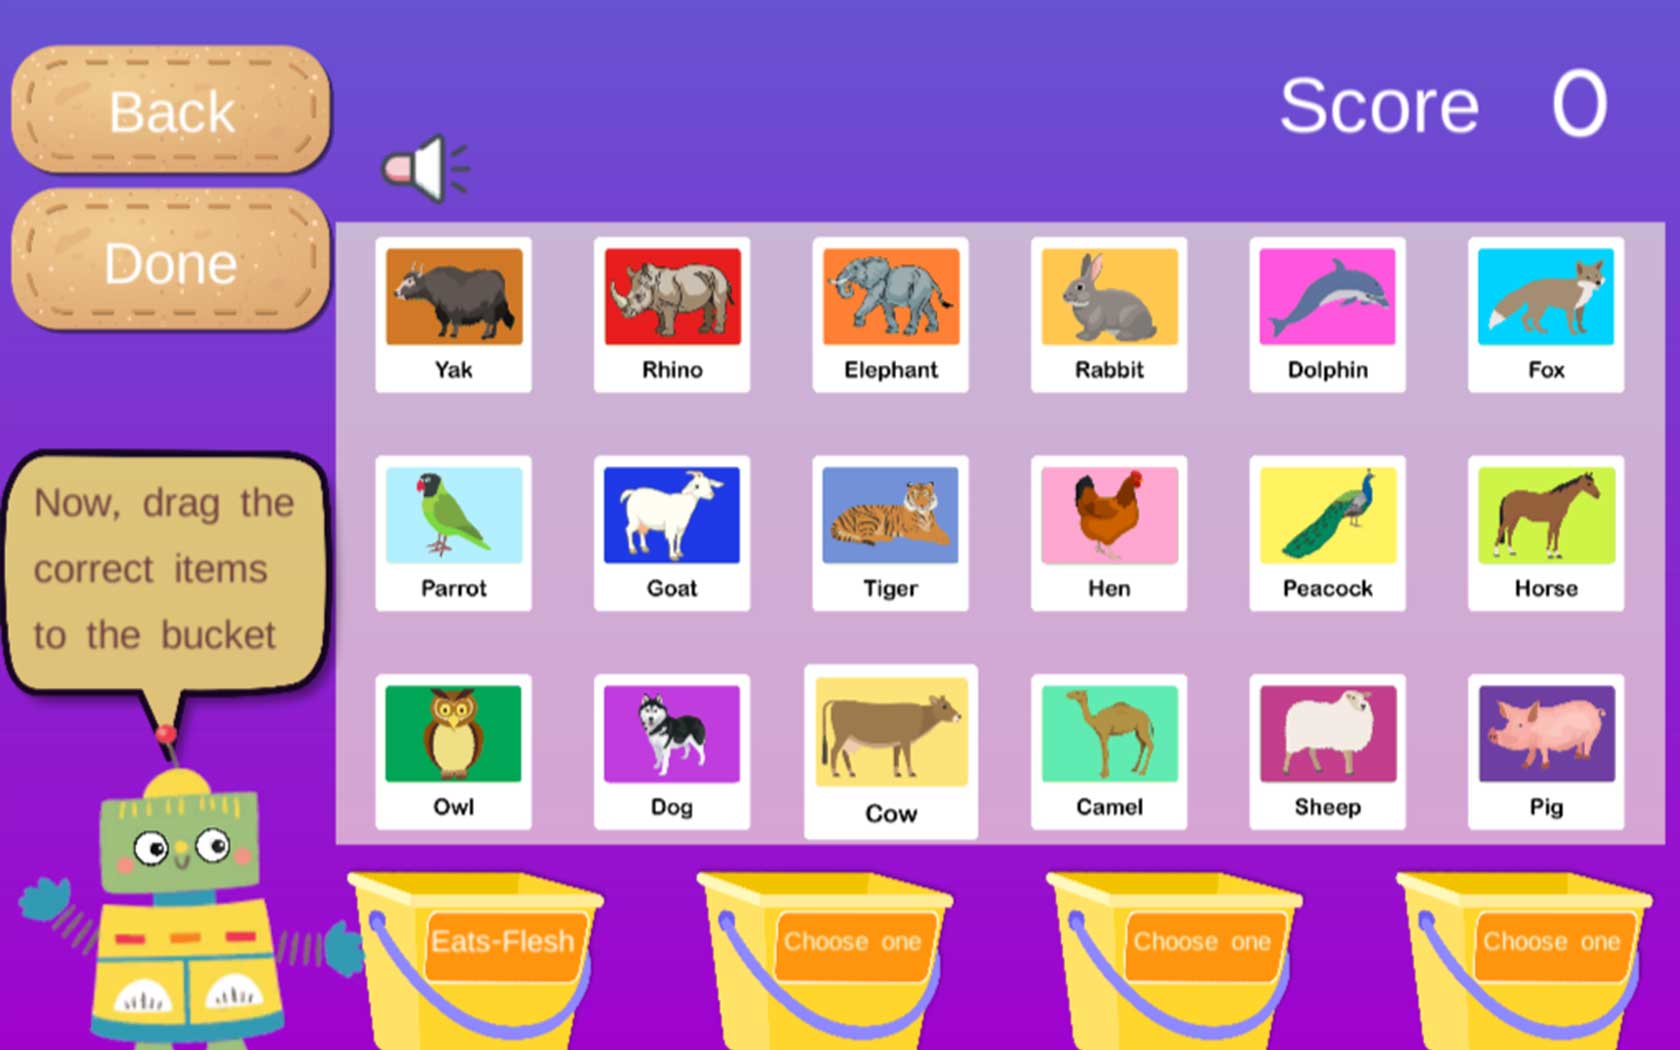 Back
Score 0
Done
Yak
Rhino
Elephant
Rabbit
Dolphin
Fox
Now, drag the
correct items
to the bucket
Parrot
Goat
Tiger
Hen
Peacock
Horse
Owl
Dog
Cow
Camel
Sheep
Pig
Eats-Flesh
Choose one
Choose one
Choose one